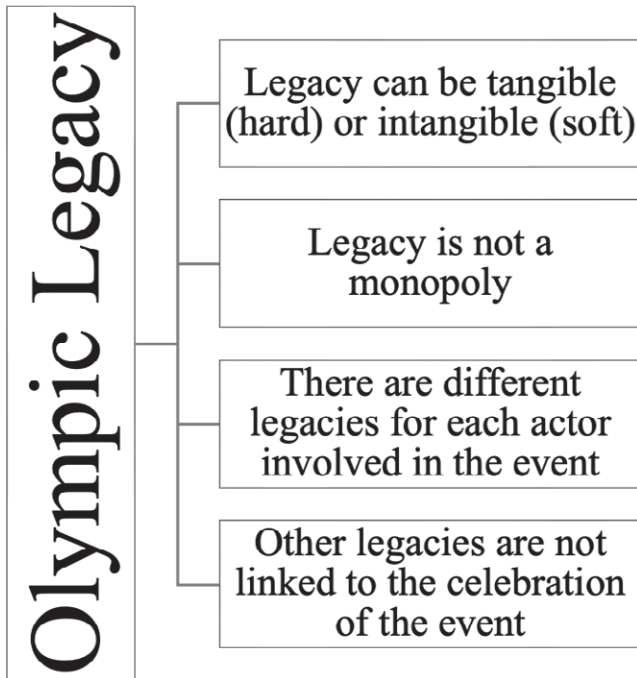 Olympic Legacy
Legacy can be tangible
(hard) or intangible (soft)
Legacy is not a
monopoly
There are different
legacies for each actor
involved in the event
Other legacies are not
linked to the celebration
of the event